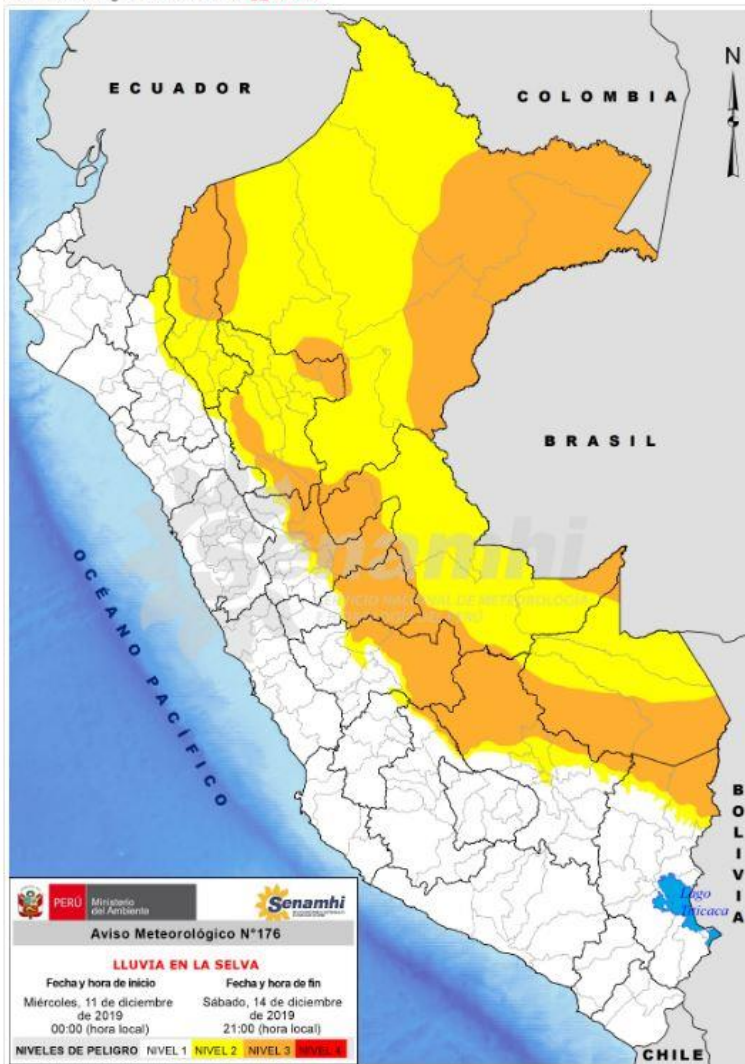 ECUADOR
COLOMBIA
N
BRASIL
OCÉANO PACÍFICO
Senamhi
BOLIVIA
Lago
Titicaca
PERÚ
Ministerio
del Ambiente
Senamhi
Aviso Meteorológico N°176
LLUVIA EN LA SELVA
Fecha y hora de inicio
Miércoles, 11 de diciembre
de 2019
00:00 (hora local)
Fecha y hora de fin
Sábado, 14 de diciembre
de 2019
21:00 (hora local)
NIVELES DE PELIGRO NIVEL 1 NIVEL 2 NIVEL 3 NIVEL 4
CHILE